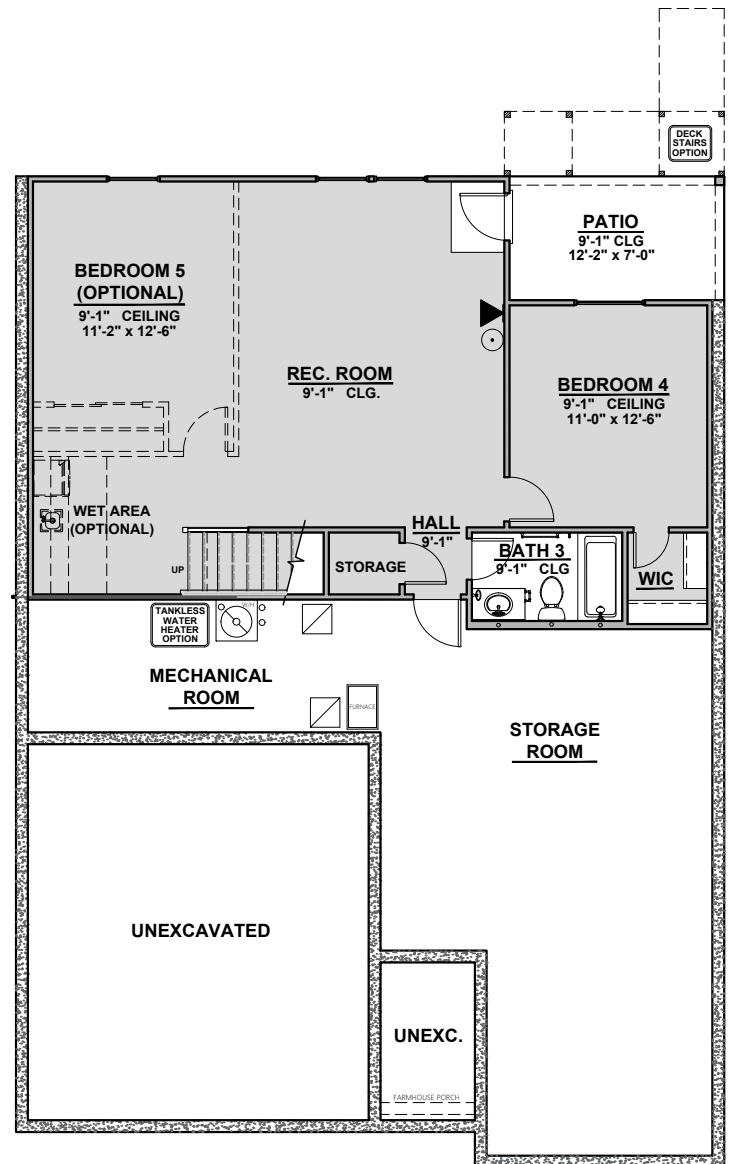 DECK
STAIRS
OPTION
PATIO
9'-1" CLG
12'-2" x 7'-0"
BEDROOM 5
(OPTIONAL)
9'-1" CEILING
11'-2" x 12'-6"
REC. ROOM
9'-1" CLG.
BEDROOM 4
9'-1" CEILING
11'-0" x 12'-6"
WET AREA
(OPTIONAL)
HALL
9'-1"
UP
STORAGE
BATH 3
9'-1" CLG
WIC
TANKLESS
WATER
HEATER
OPTION
W/H
MECHANICAL
ROOM
FURNACE
STORAGE
ROOM
UNEXCAVATED
UNEXC.
FARMHOUSE PORCH